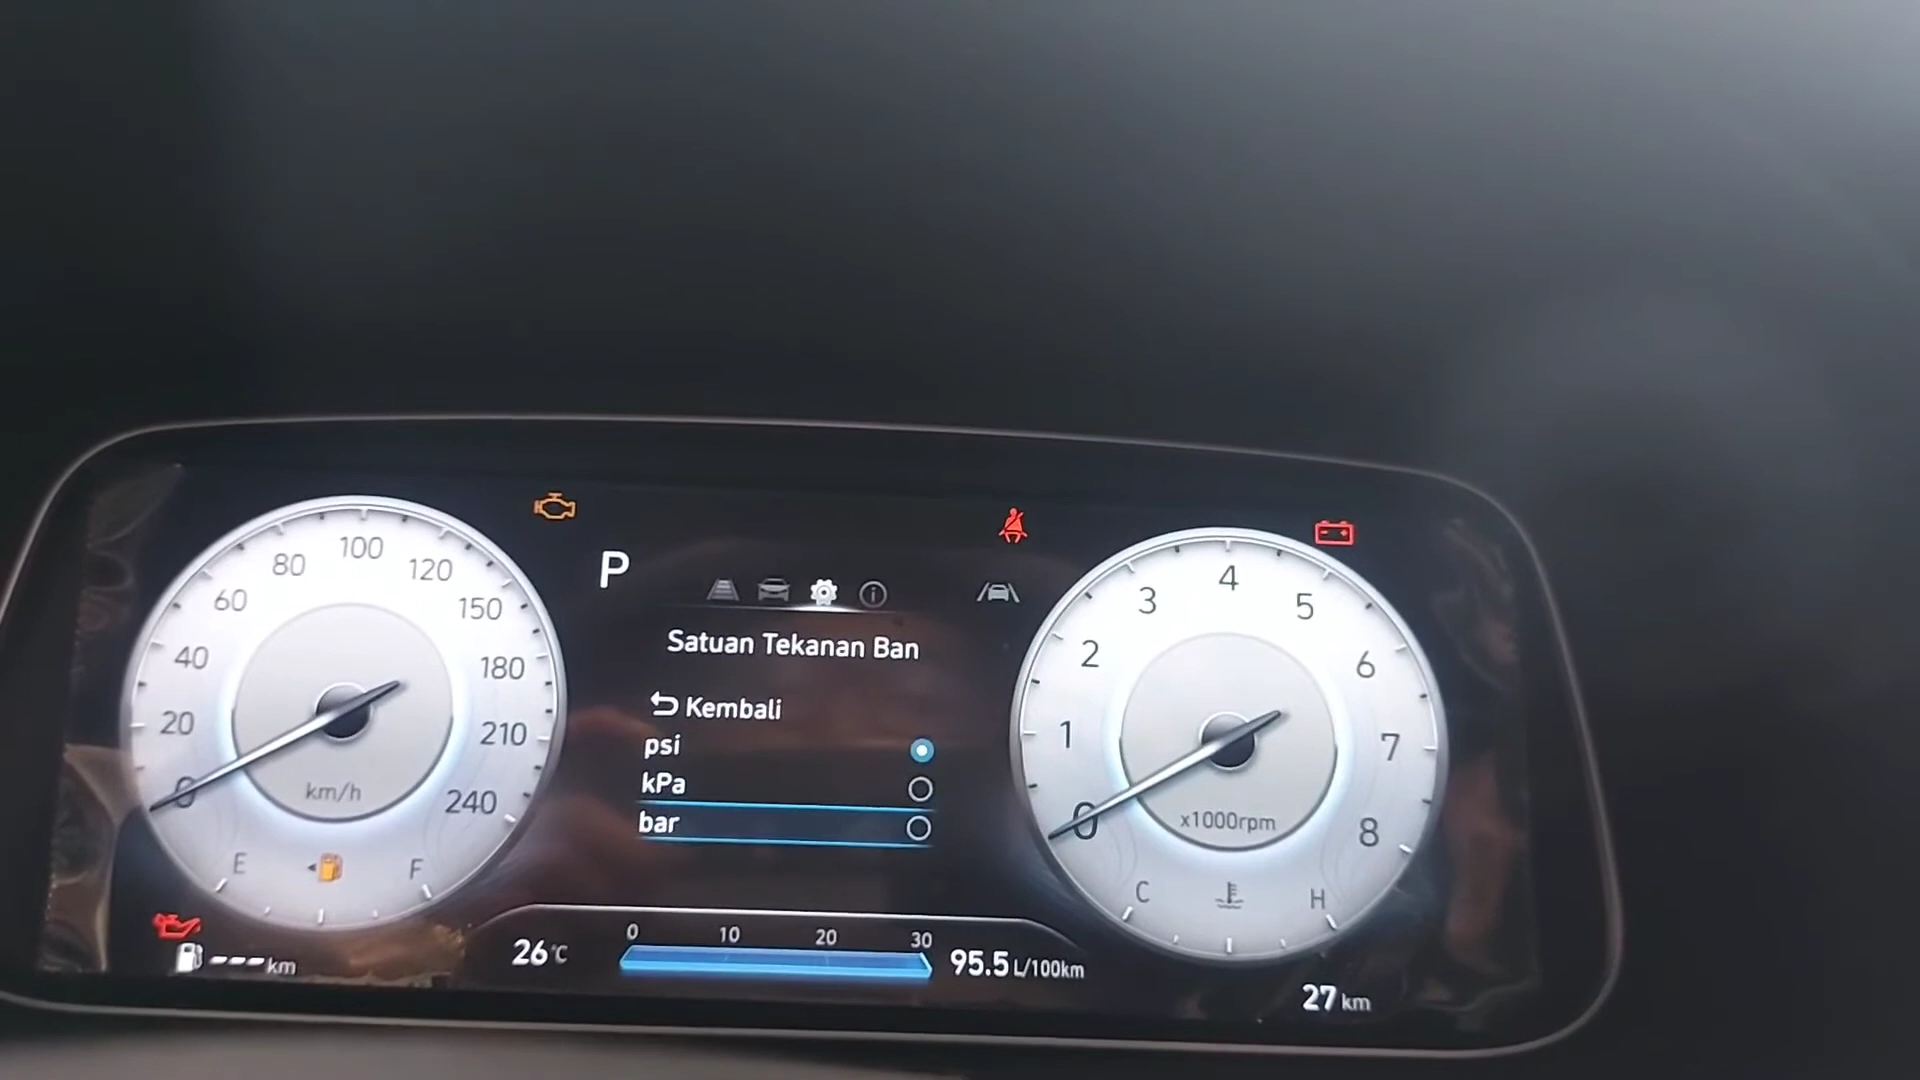 P
Satuan Tekanan Ban
Kembali
psi
kPa
bar
0
20
40
60
80
100
120
150
180
210
240
km/h
E
F
--- km
26°C
0 10 20 30
95.5 L/100km
0
1
2
3
4
5
6
7
8
x1000rpm
C
H
27 km